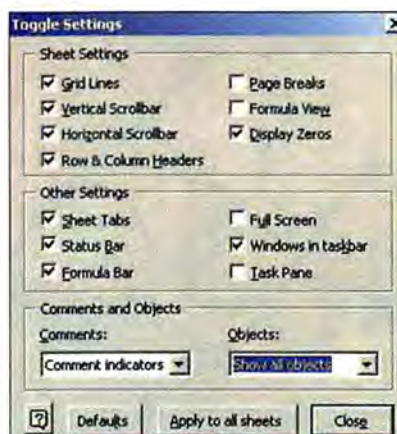 Toggle Settings
Sheet Settings
Grid Lines
Page Breaks
Vertical Scrollbar
Formula View
Horizontal Scrollbar
Display Zeros
Row & Column Headers
Other Settings
Sheet Tabs
Full Screen
Status Bar
Windows in taskbar
Formula Bar
Task Pane
Comments and Objects
Comments:
Objects:
Comment indicators
Show all objects
Defaults
Apply to all sheets
Close